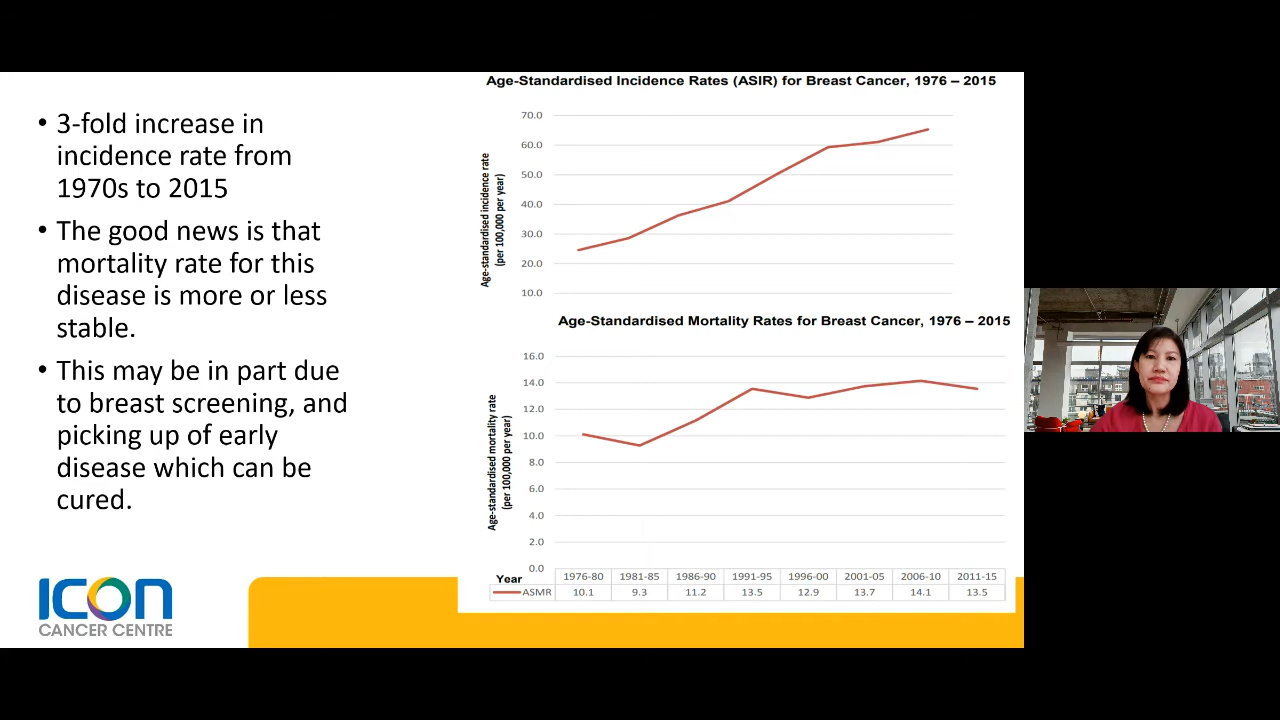 • 3-fold increase in
incidence rate from
1970s to 2015
• The good news is that
mortality rate for this
disease is more or less
stable.
• This may be in part due
to breast screening, and
picking up of early
disease which can be
cured.
ICON
CANCER CENTRE
Age-Standardised Incidence Rates (ASIR) for Breast Cancer, 1976 – 2015
Age-standardised incidence rate
(per 100,000 per year)
70.0
60.0
50.0
40.0
30.0
20.0
10.0
Age-Standardised Mortality Rates for Breast Cancer, 1976 – 2015
Age-standardised mortality rate
(per 100,000 per year)
16.0
14.0
12.0
10.0
8.0
6.0
4.0
2.0
0.0
Year 1976-80 1981-85 1986-90 1991-95 1996-00 2001-05 2006-10 2011-15
ASMR 10.1 9.3 11.2 13.5 12.9 13.7 14.1 13.5